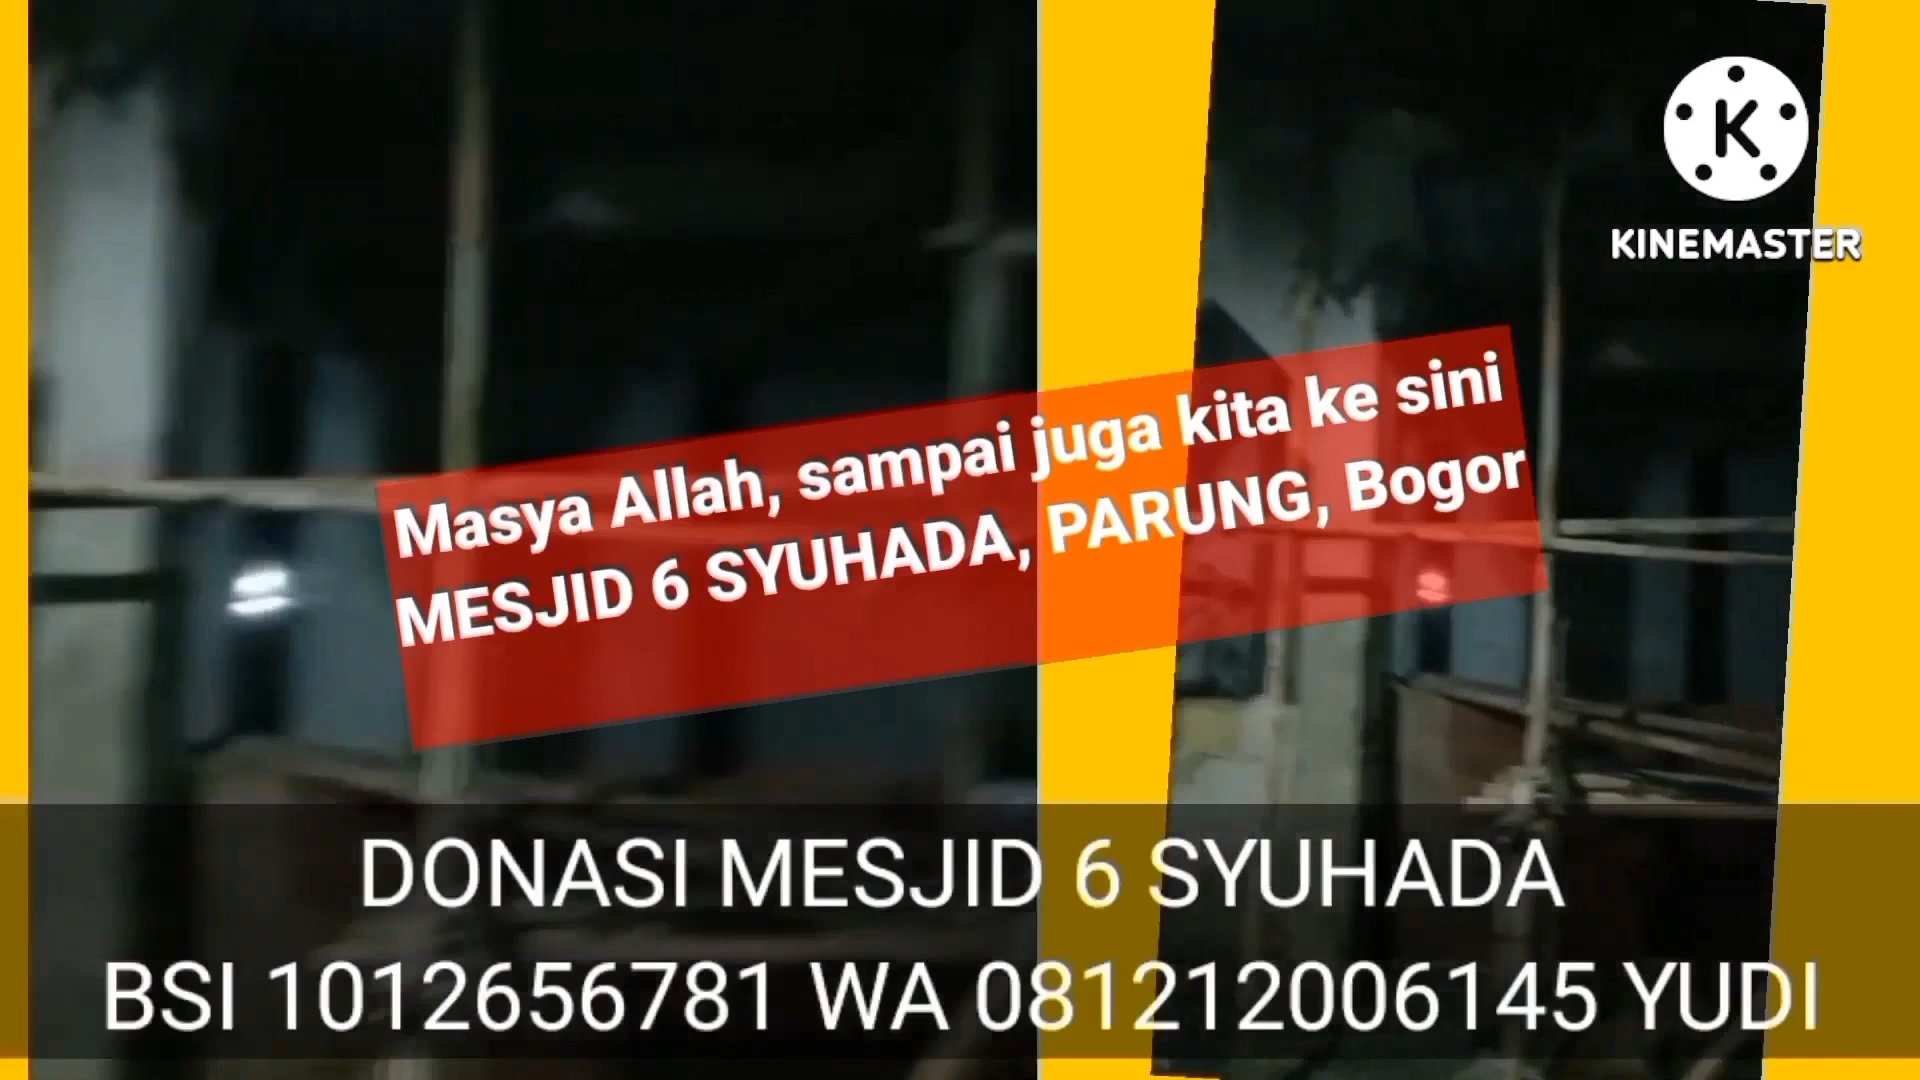 KINEMASTER
Masya Allah, sampai juga kita ke sini
MESJID 6 SYUHADA, PARUNG, Bogor
DONASI MESJID 6 SYUHADA
BSI 1012656781 WA 081212006145 YUDI